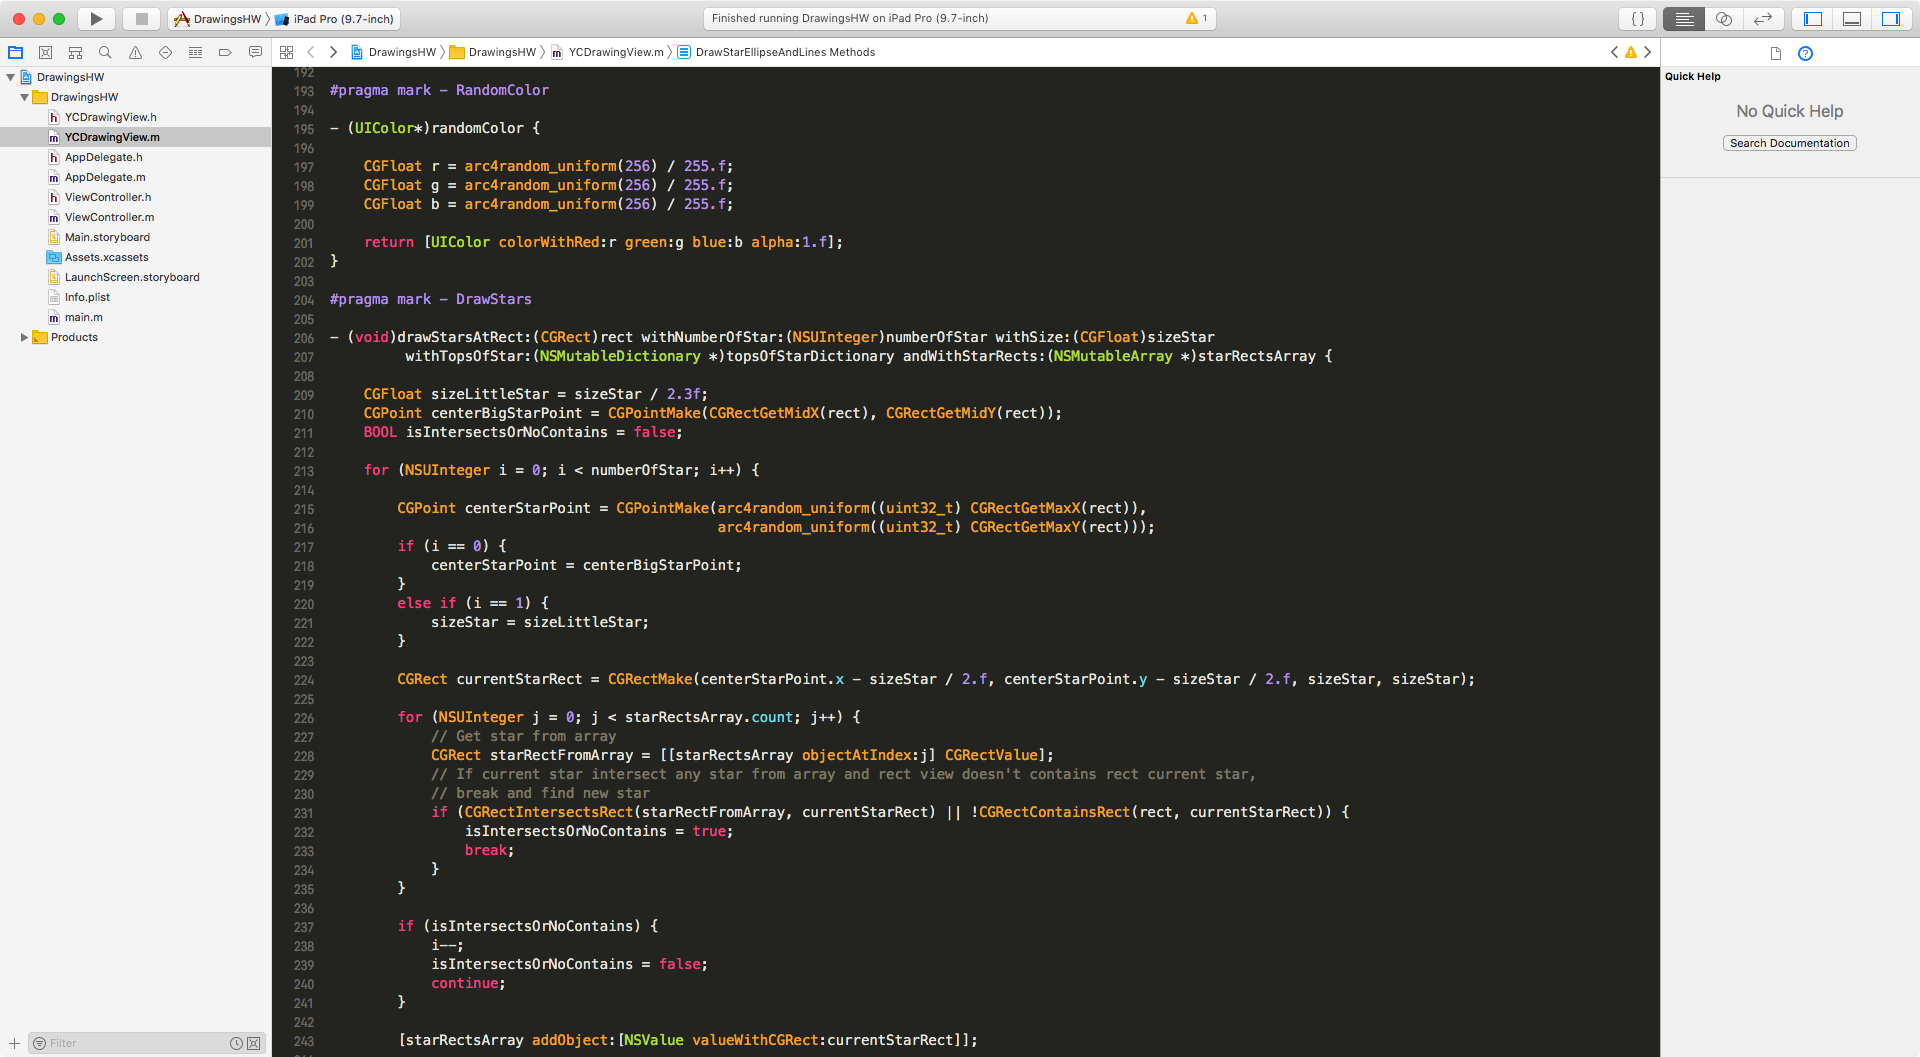 DrawingsHW
iPad Pro (9.7-inch)
Finished running DrawingsHW on iPad Pro (9.7-inch)
1
{}
DrawingsHW
DrawingsHW
YCDrawingView.m
DrawStarEllipseAndLines Methods
DrawingsHW
DrawingsHW
h YCDrawingView.h
m YCDrawingView.m
h AppDelegate.h
m AppDelegate.m
h ViewController.h
m ViewController.m
Main.storyboard
Assets.xcassets
LaunchScreen.storyboard
Info.plist
m main.m
Products
Filter
192
193 #pragma mark - RandomColor
194
195 - (UIColor*)randomColor {
196
197     CGFloat r = arc4random_uniform(256) / 255.f;
198     CGFloat g = arc4random_uniform(256) / 255.f;
199     CGFloat b = arc4random_uniform(256) / 255.f;
200
201     return [UIColor colorWithRed:r green:g blue:b alpha:1.f];
202 }
203
204 #pragma mark - DrawStars
205
206 - (void)drawStarsAtRect:(CGRect)rect withNumberOfStar:(NSUInteger)numberOfStar withSize:(CGFloat)sizeStar
207          withTopsOfStar:(NSMutableDictionary *)topsOfStarDictionary andWithStarRects:(NSMutableArray *)starRectsArray {
208
209     CGFloat sizeLittleStar = sizeStar / 2.3f;
210     CGPoint centerBigStarPoint = CGPointMake(CGRectGetMidX(rect), CGRectGetMidY(rect));
211     BOOL isIntersectsOrNoContains = false;
212
213     for (NSUInteger i = 0; i < numberOfStar; i++) {
214
215         CGPoint centerStarPoint = CGPointMake(arc4random_uniform((uint32_t) CGRectGetMaxX(rect)),
216                                               arc4random_uniform((uint32_t) CGRectGetMaxY(rect)));
217         if (i == 0) {
218             centerStarPoint = centerBigStarPoint;
219         }
220         else if (i == 1) {
221             sizeStar = sizeLittleStar;
222         }
223
224         CGRect currentStarRect = CGRectMake(centerStarPoint.x - sizeStar / 2.f, centerStarPoint.y - sizeStar / 2.f, sizeStar, sizeStar);
225
226         for (NSUInteger j = 0; j < starRectsArray.count; j++) {
227             // Get star from array
228             CGRect starRectFromArray = [[starRectsArray objectAtIndex:j] CGRectValue];
229             // If current star intersect any star from array and rect view doesn't contains rect current star,
230             // break and find new star
231             if (CGRectIntersectsRect(starRectFromArray, currentStarRect) || !CGRectContainsRect(rect, currentStarRect)) {
232                 isIntersectsOrNoContains = true;
233                 break;
234             }
235         }
236
237         if (isIntersectsOrNoContains) {
238             i--;
239             isIntersectsOrNoContains = false;
240             continue;
241         }
242
243         [starRectsArray addObject:[NSValue valueWithCGRect:currentStarRect]];
Quick Help
No Quick Help
Search Documentation